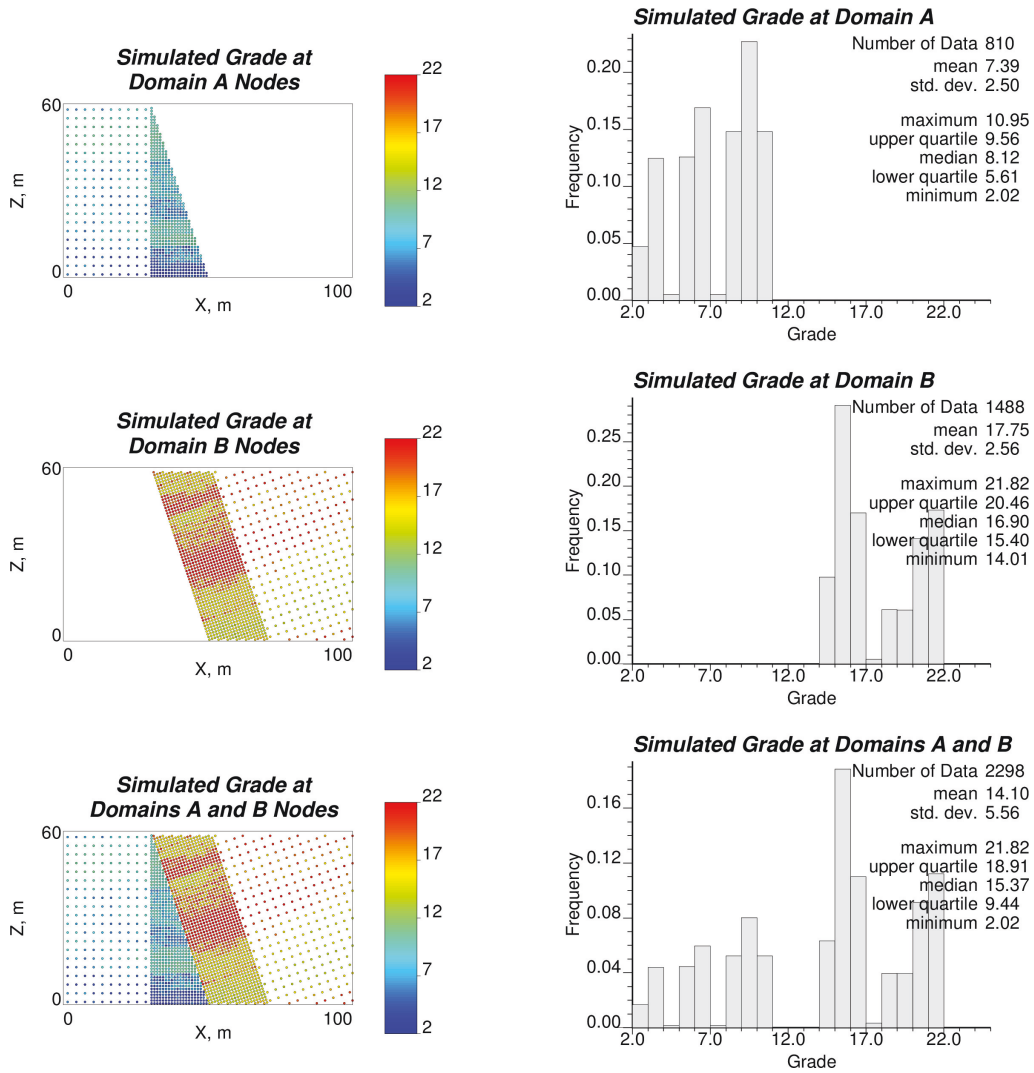 Simulated Grade at
Domain A Nodes
22
17
12
7
2
60
0
Z, m
0
100
X, m
Simulated Grade at Domain A
Number of Data 810
mean 7.39
std. dev. 2.50
maximum 10.95
upper quartile 9.56
median 8.12
lower quartile 5.61
minimum 2.02
Frequency
0.20
0.15
0.10
0.05
0.00
2.0 7.0 12.0 17.0 22.0
Grade
Simulated Grade at
Domain B Nodes
22
17
12
7
2
60
0
Z, m
0
100
X, m
Simulated Grade at Domain B
Number of Data 1488
mean 17.75
std. dev. 2.56
maximum 21.82
upper quartile 20.46
median 16.90
lower quartile 15.40
minimum 14.01
Frequency
0.25
0.20
0.15
0.10
0.05
0.00
2.0 7.0 12.0 17.0 22.0
Grade
Simulated Grade at
Domains A and B Nodes
22
17
12
7
2
60
0
Z, m
0
100
X, m
Simulated Grade at Domains A and B
Number of Data 2298
mean 14.10
std. dev. 5.56
maximum 21.82
upper quartile 18.91
median 15.37
lower quartile 9.44
minimum 2.02
Frequency
0.16
0.12
0.08
0.04
0.00
2.0 7.0 12.0 17.0 22.0
Grade